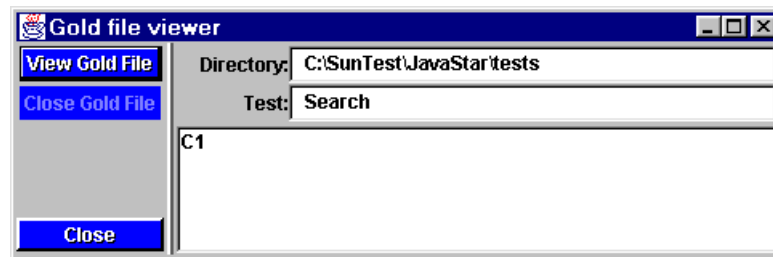 Gold file viewer
View Gold File
Directory: C:\SunTest\JavaStar\tests
Close Gold File
Test: Search
C1
Close